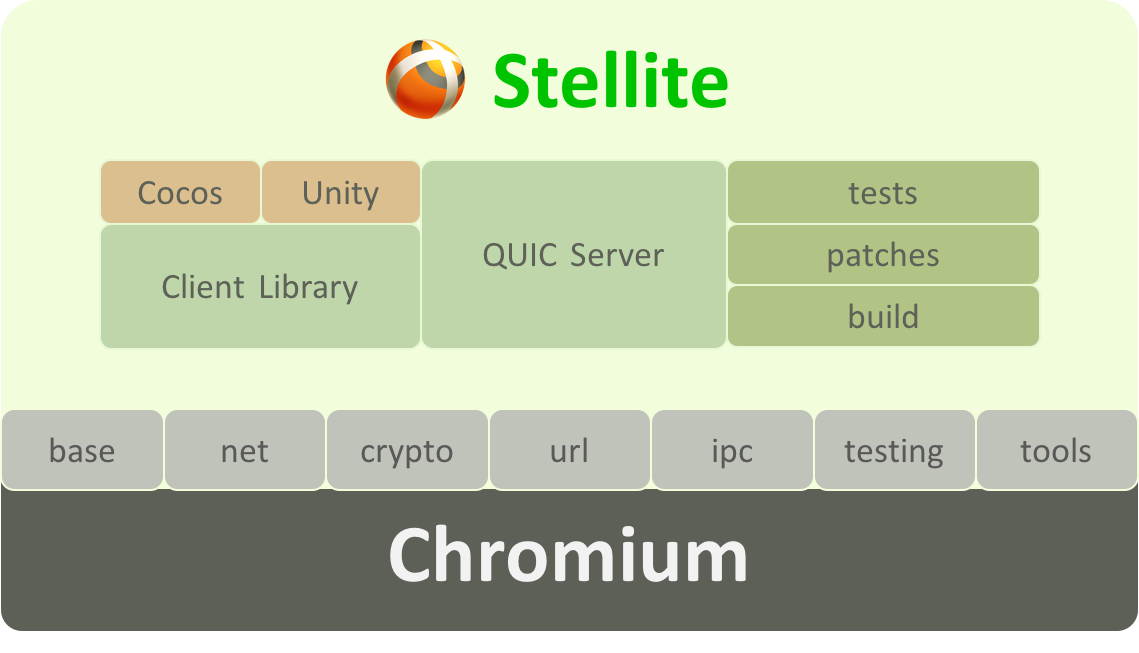 Stellite
Cocos Unity
QUIC Server
tests
Client Library
patches
build
base net crypto url ipc testing tools
Chromium